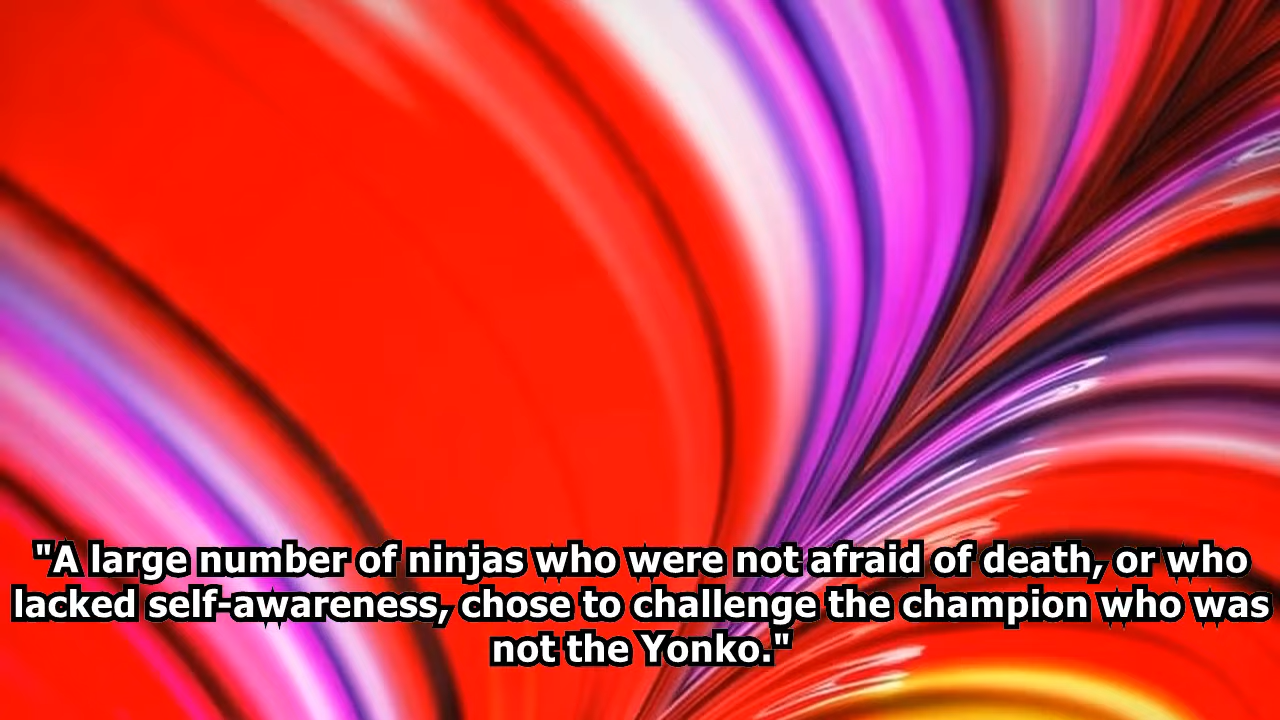 "A large number of ninjas who were not afraid of death, or who
lacked self-awareness, chose to challenge the champion who was
not the Yonko."